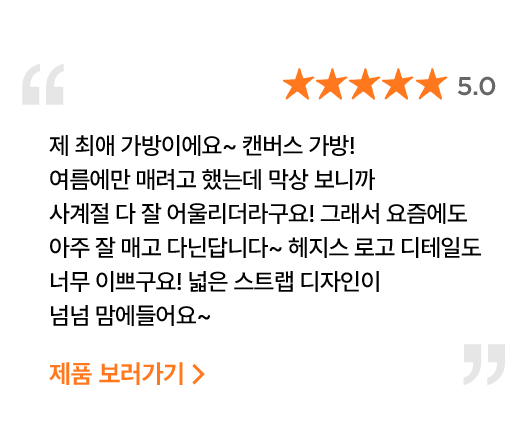 ★★★★★ 5.0
제 최애 가방이에요~ 캔버스 가방!
여름에만 매려고 했는데 막상 보니까
사계절 다 잘 어울리더라구요! 그래서 요즘에도
아주 잘 매고 다닌답니다~ 헤지스 로고 디테일도
너무 이쁘구요! 넓은 스트랩 디자인이
넘넘 맘에들어요~
제품 보러가기 >